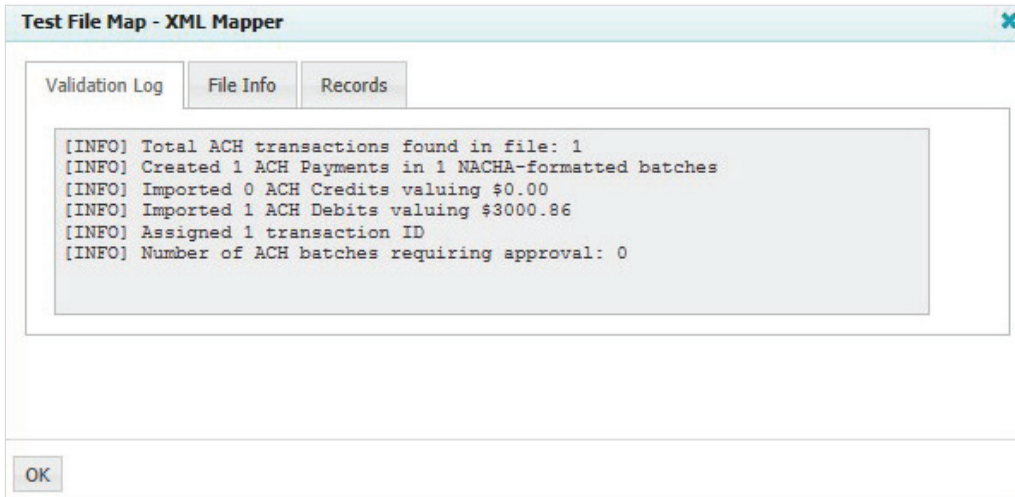 Test File Map - XML Mapper
Validation Log File Info Records
[INFO] Total ACH transactions found in file: 1
[INFO] Created 1 ACH Payments in 1 NACHA-formatted batches
[INFO] Imported 0 ACH Credits valuing $0.00
[INFO] Imported 1 ACH Debits valuing $3000.86
[INFO] Assigned 1 transaction ID
[INFO] Number of ACH batches requiring approval: 0
OK